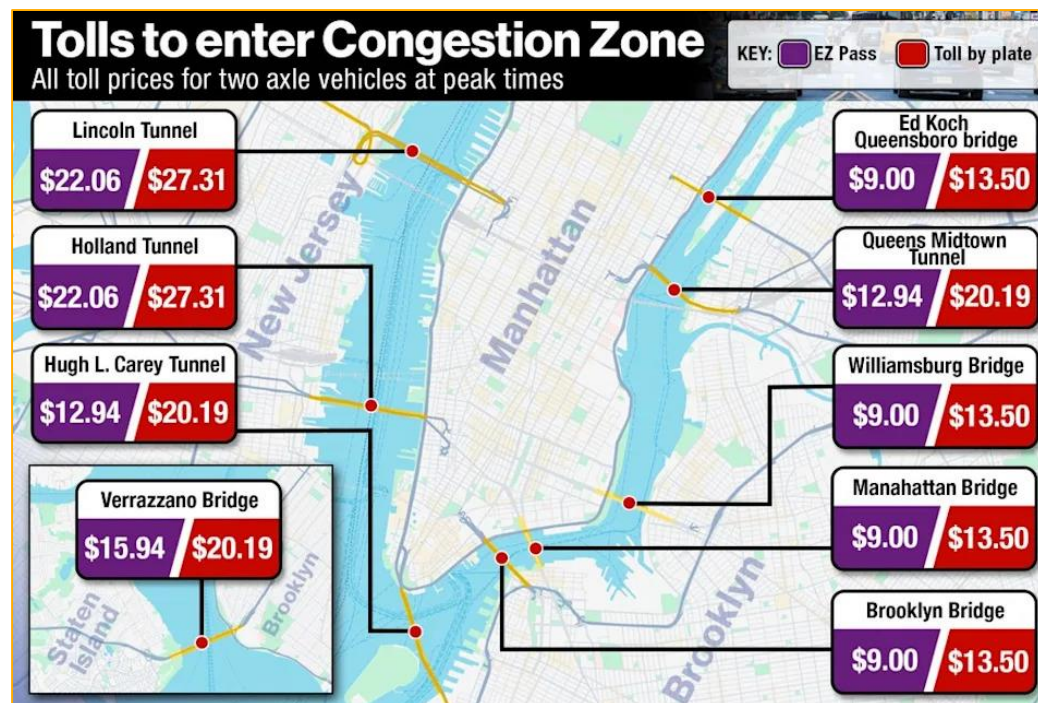 Tolls to enter Congestion Zone
All toll prices for two axle vehicles at peak times
KEY: EZ Pass Toll by plate
Lincoln Tunnel
$22.06 $27.31
Holland Tunnel
$22.06 $27.31
Hugh L. Carey Tunnel
$12.94 $20.19
Verrazzano Bridge
$15.94 $20.19
Staten
Island
Brooklyn
New Jersey
Manhattan
Brooklyn
Ed Koch
Queensboro bridge
$9.00 $13.50
Queens Midtown
Tunnel
$12.94 $20.19
Williamsburg Bridge
$9.00 $13.50
Manahattan Bridge
$9.00 $13.50
Brooklyn Bridge
$9.00 $13.50